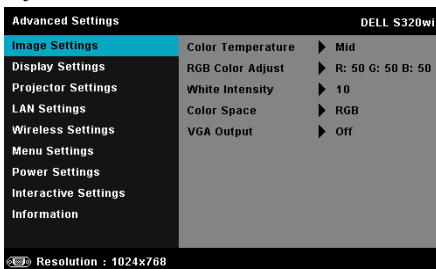 Advanced Settings DELL S320wi
Image Settings Color Temperature Mid
Display Settings RGB Color Adjust R: 50 G: 50 B: 50
Projector Settings White Intensity 10
LAN Settings Color Space RGB
Wireless Settings VGA Output Off
Menu Settings
Power Settings
Interactive Settings
Information
Resolution : 1024x768